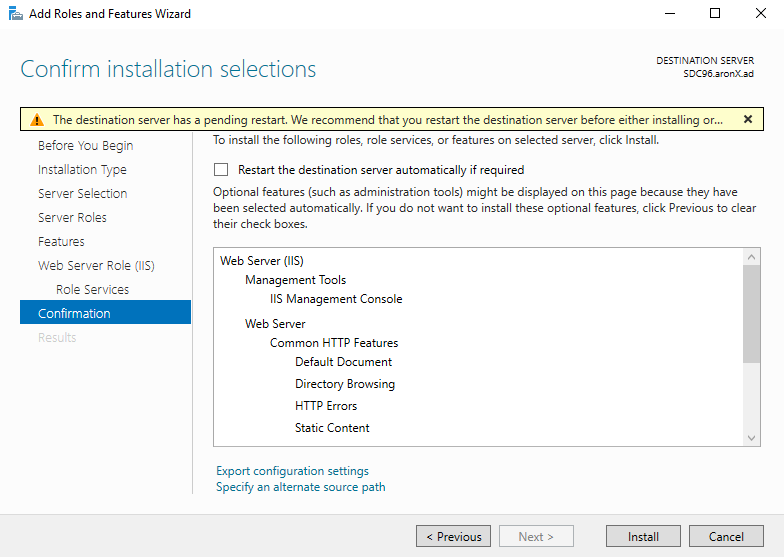 Add Roles and Features Wizard
Confirm installation selections
DESTINATION SERVER
SDC96.aronX.ad
The destination server has a pending restart. We recommend that you restart the destination server before either installing or...
Before You Begin
Installation Type
Server Selection
Server Roles
Features
Web Server Role (IIS)
Role Services
Confirmation
Results
To install the following roles, role services, or features on selected server, click Install.
Restart the destination server automatically if required
Optional features (such as administration tools) might be displayed on this page because they have
been selected automatically. If you do not want to install these optional features, click Previous to clear
their check boxes.
Web Server (IIS)
Management Tools
IIS Management Console
Web Server
Common HTTP Features
Default Document
Directory Browsing
HTTP Errors
Static Content
Export configuration settings
Specify an alternate source path
< Previous
Next >
Install
Cancel